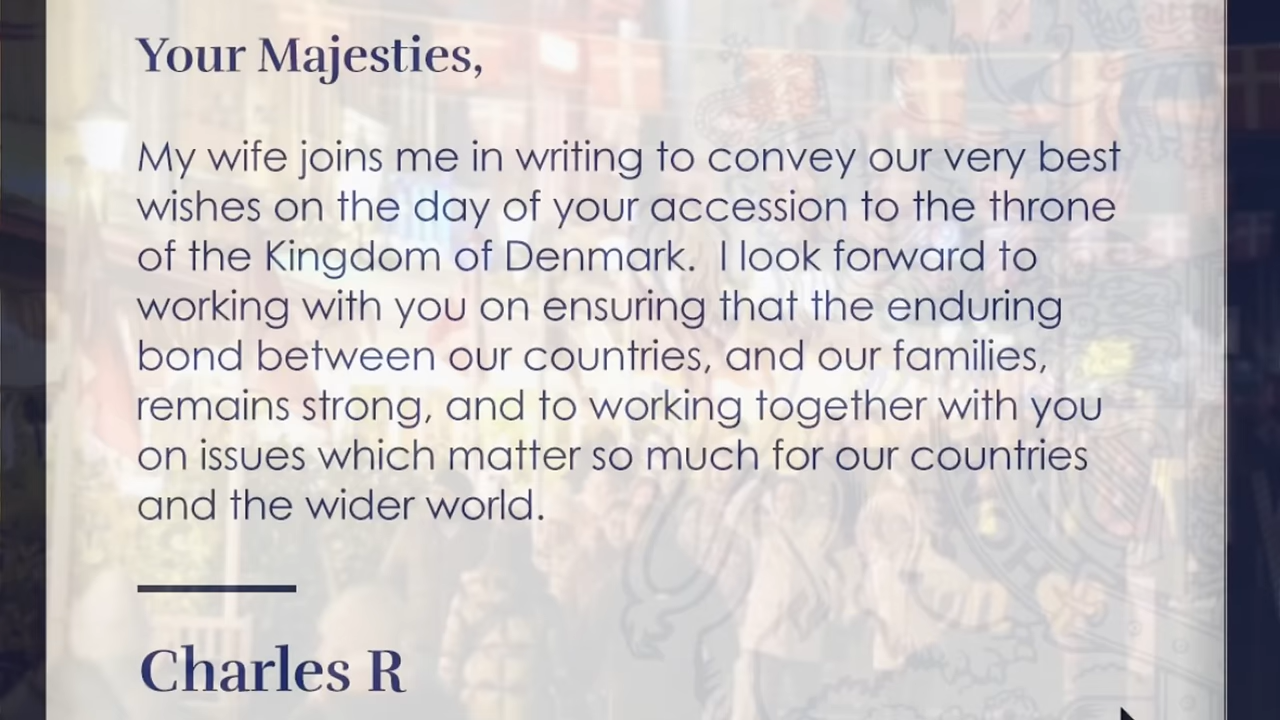 Your Majesties,
My wife joins me in writing to convey our very best
wishes on the day of your accession to the throne
of the Kingdom of Denmark.  I look forward to
working with you on ensuring that the enduring
bond between our countries, and our families,
remains strong, and to working together with you
on issues which matter so much for our countries
and the wider world.
Charles R